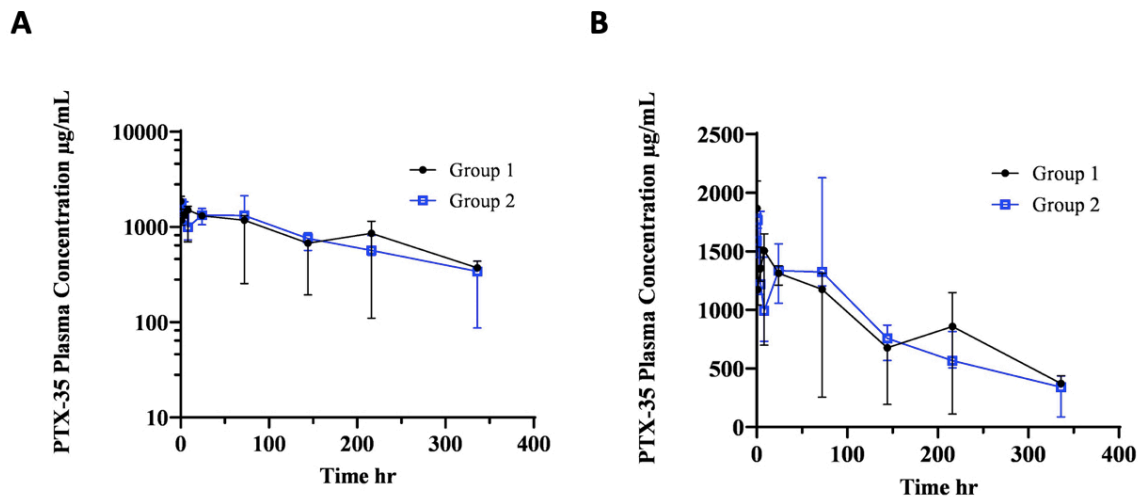 A
PTX-35 Plasma Concentration µg/mL
10000
1000
100
10
0
100
200
300
400
Time hr
Group 1
Group 2
B
PTX-35 Plasma Concentration µg/mL
2500
2000
1500
1000
500
0
0
100
200
300
400
Time hr
Group 1
Group 2